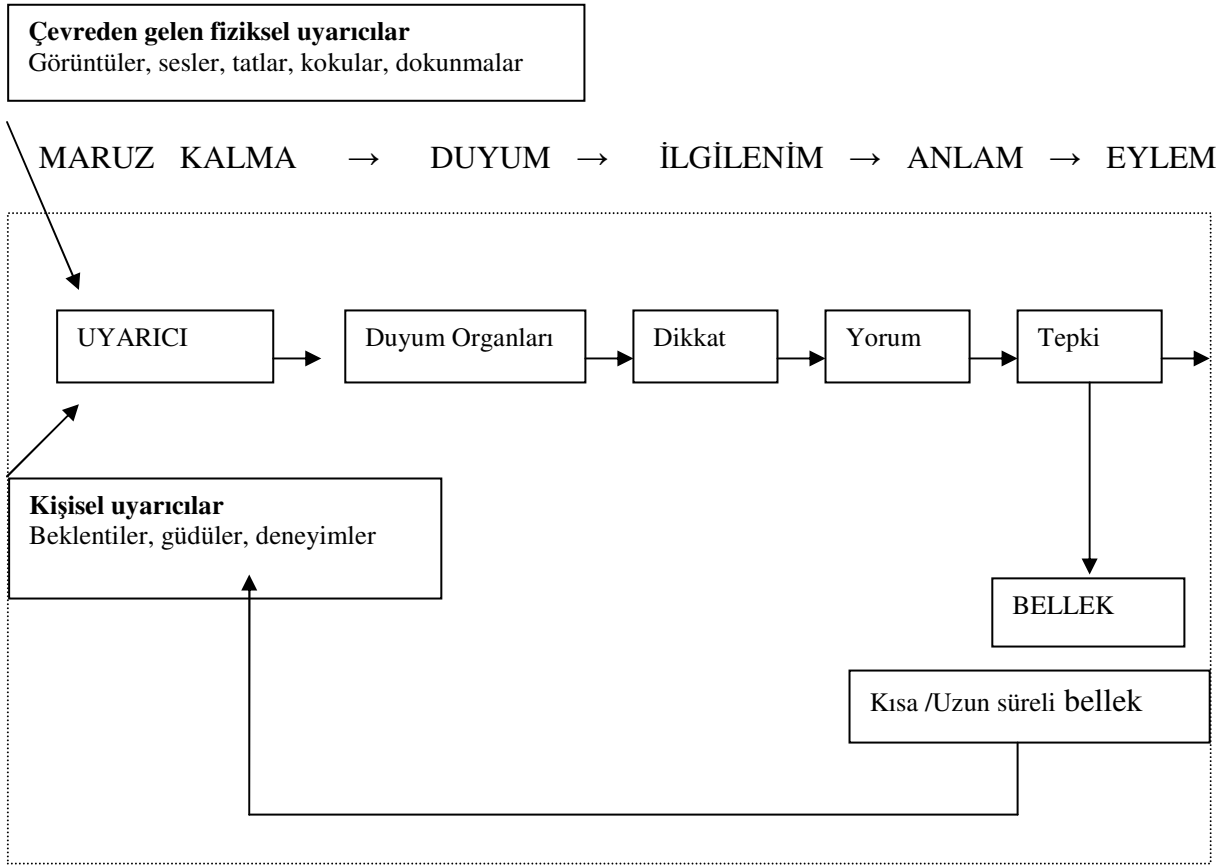 Çevreden gelen fiziksel uyarıcılar
Görüntüler, sesler, tatlar, kokular, dokunmalar
MARUZ KALMA → DUYUM → İLGİLENİM → ANLAM → EYLEM
UYARICI
Duyum Organları
Dikkat
Yorum
Tepki
Kişisel uyarıcılar
Beklentiler, güdüler, deneyimler
BELLEK
Kısa /Uzun süreli bellek